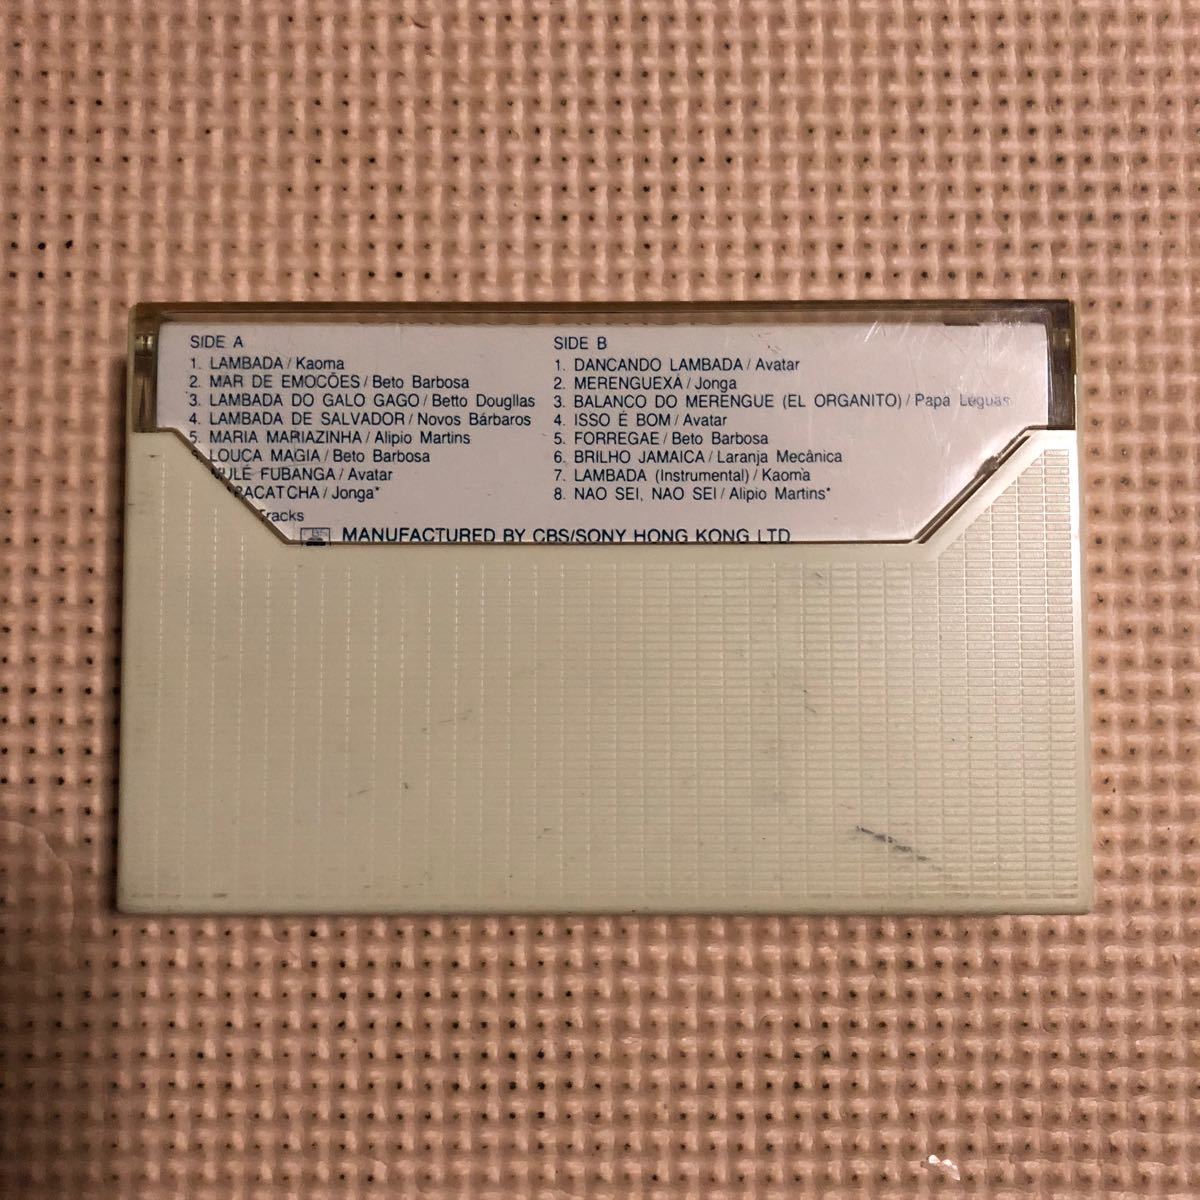 SIDE A
1. LAMBADA / Kaoma
2. MAR DE EMOCÕES / Beto Barbosa
3. LAMBADA DO GALO GAGO / Betto Dougllas
4. LAMBADA DE SALVADOR / Novos Bárbaros
5. MARIA MARIAZINHA / Alipio Martins
LOUCA MAGIA / Beto Barbosa
FUBANGA / Avatar
/ Jonga*
Tracks
SIDE B
1. DANCANDO LAMBADA / Avatar
2. MERENGUEXÁ / Jonga
3. BALANCO DO MERENGUE (EL ORGANITO) / Papa Léguas
4. ISSO É BOM / Avatar
5. FORREGAE / Beto Barbosa
6. BRILHO JAMAICA / Laranja Mecânica
7. LAMBADA (Instrumental) / Kaoma
8. NAO SEI, NAO SEI / Alipio Martins*
MANUFACTURED BY CBS/SONY HONG KONG LTD